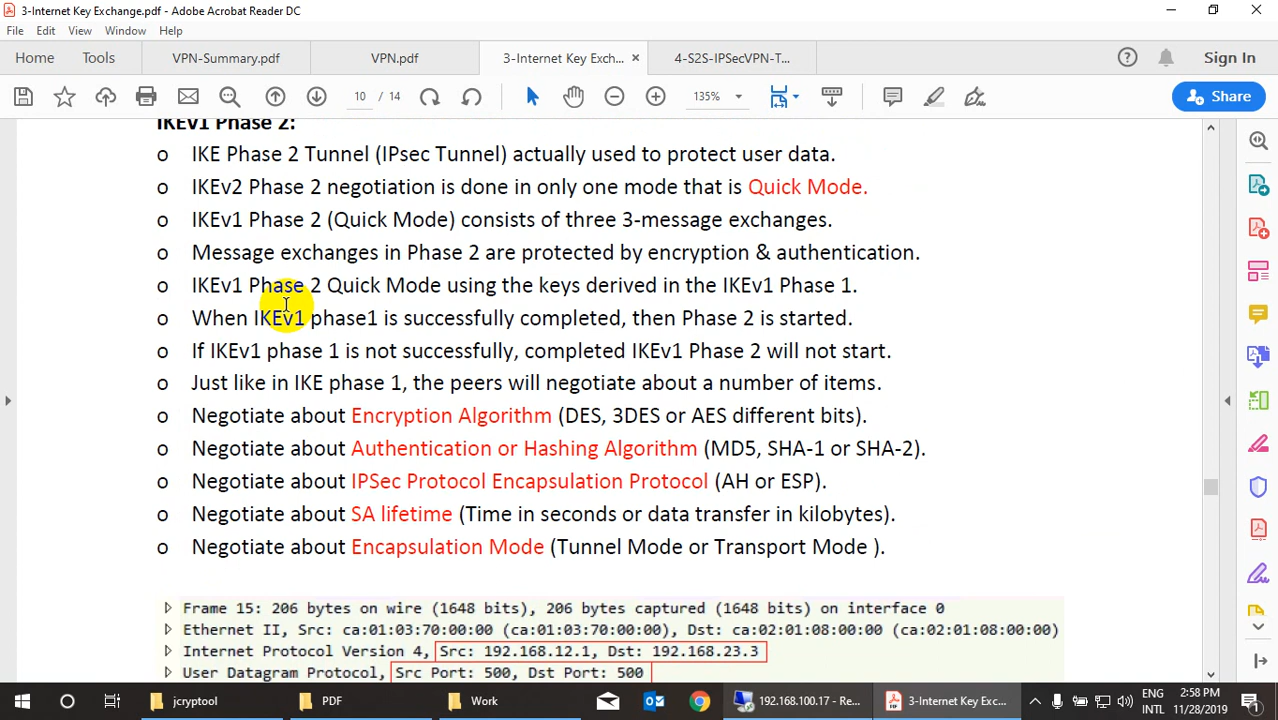 3-Internet Key Exchange.pdf - Adobe Acrobat Reader DC
File Edit View Window Help
Home Tools VPN-Summary.pdf VPN.pdf 3-Internet Key Exch... × 4-S2S-IPSecVPN-T... Sign In
10 / 14 135% Share
IKEv1 Phase 2:
o IKE Phase 2 Tunnel (IPsec Tunnel) actually used to protect user data.
o IKEv2 Phase 2 negotiation is done in only one mode that is Quick Mode.
o IKEv1 Phase 2 (Quick Mode) consists of three 3-message exchanges.
o Message exchanges in Phase 2 are protected by encryption & authentication.
o IKEv1 Phase 2 Quick Mode using the keys derived in the IKEv1 Phase 1.
o When IKEv1 phase1 is successfully completed, then Phase 2 is started.
o If IKEv1 phase 1 is not successfully, completed IKEv1 Phase 2 will not start.
o Just like in IKE phase 1, the peers will negotiate about a number of items.
o Negotiate about Encryption Algorithm (DES, 3DES or AES different bits).
o Negotiate about Authentication or Hashing Algorithm (MD5, SHA-1 or SHA-2).
o Negotiate about IPSec Protocol Encapsulation Protocol (AH or ESP).
o Negotiate about SA lifetime (Time in seconds or data transfer in kilobytes).
o Negotiate about Encapsulation Mode (Tunnel Mode or Transport Mode ).
Frame 15: 206 bytes on wire (1648 bits), 206 bytes captured (1648 bits) on interface 0
Ethernet II, Src: ca:01:03:70:00:00 (ca:01:03:70:00:00), Dst: ca:02:01:08:00:00 (ca:02:01:08:00:00)
Internet Protocol Version 4, Src: 192.168.12.1, Dst: 192.168.23.3
User Datagram Protocol, Src Port: 500, Dst Port: 500
jcryptool PDF Work 192.168.100.17 - Re... 3-Internet Key Exc... ENG 2:58 PM
INTL 11/28/2019